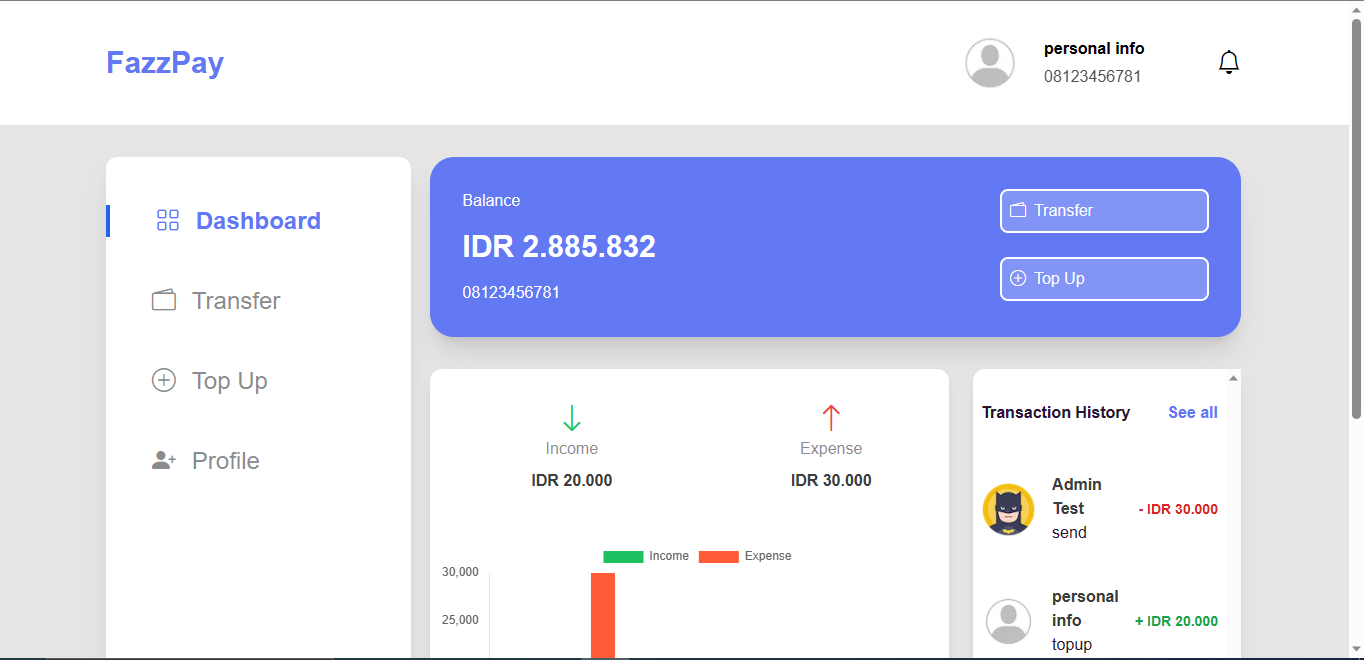 FazzPay
personal info
08123456781
Dashboard
Transfer
Top Up
Profile
Balance
IDR 2.885.832
08123456781
Transfer
Top Up
Income
IDR 20.000
Expense
IDR 30.000
Income
Expense
30,000
25,000
Transaction History
See all
Admin
Test
send
- IDR 30.000
personal
info
topup
+ IDR 20.000